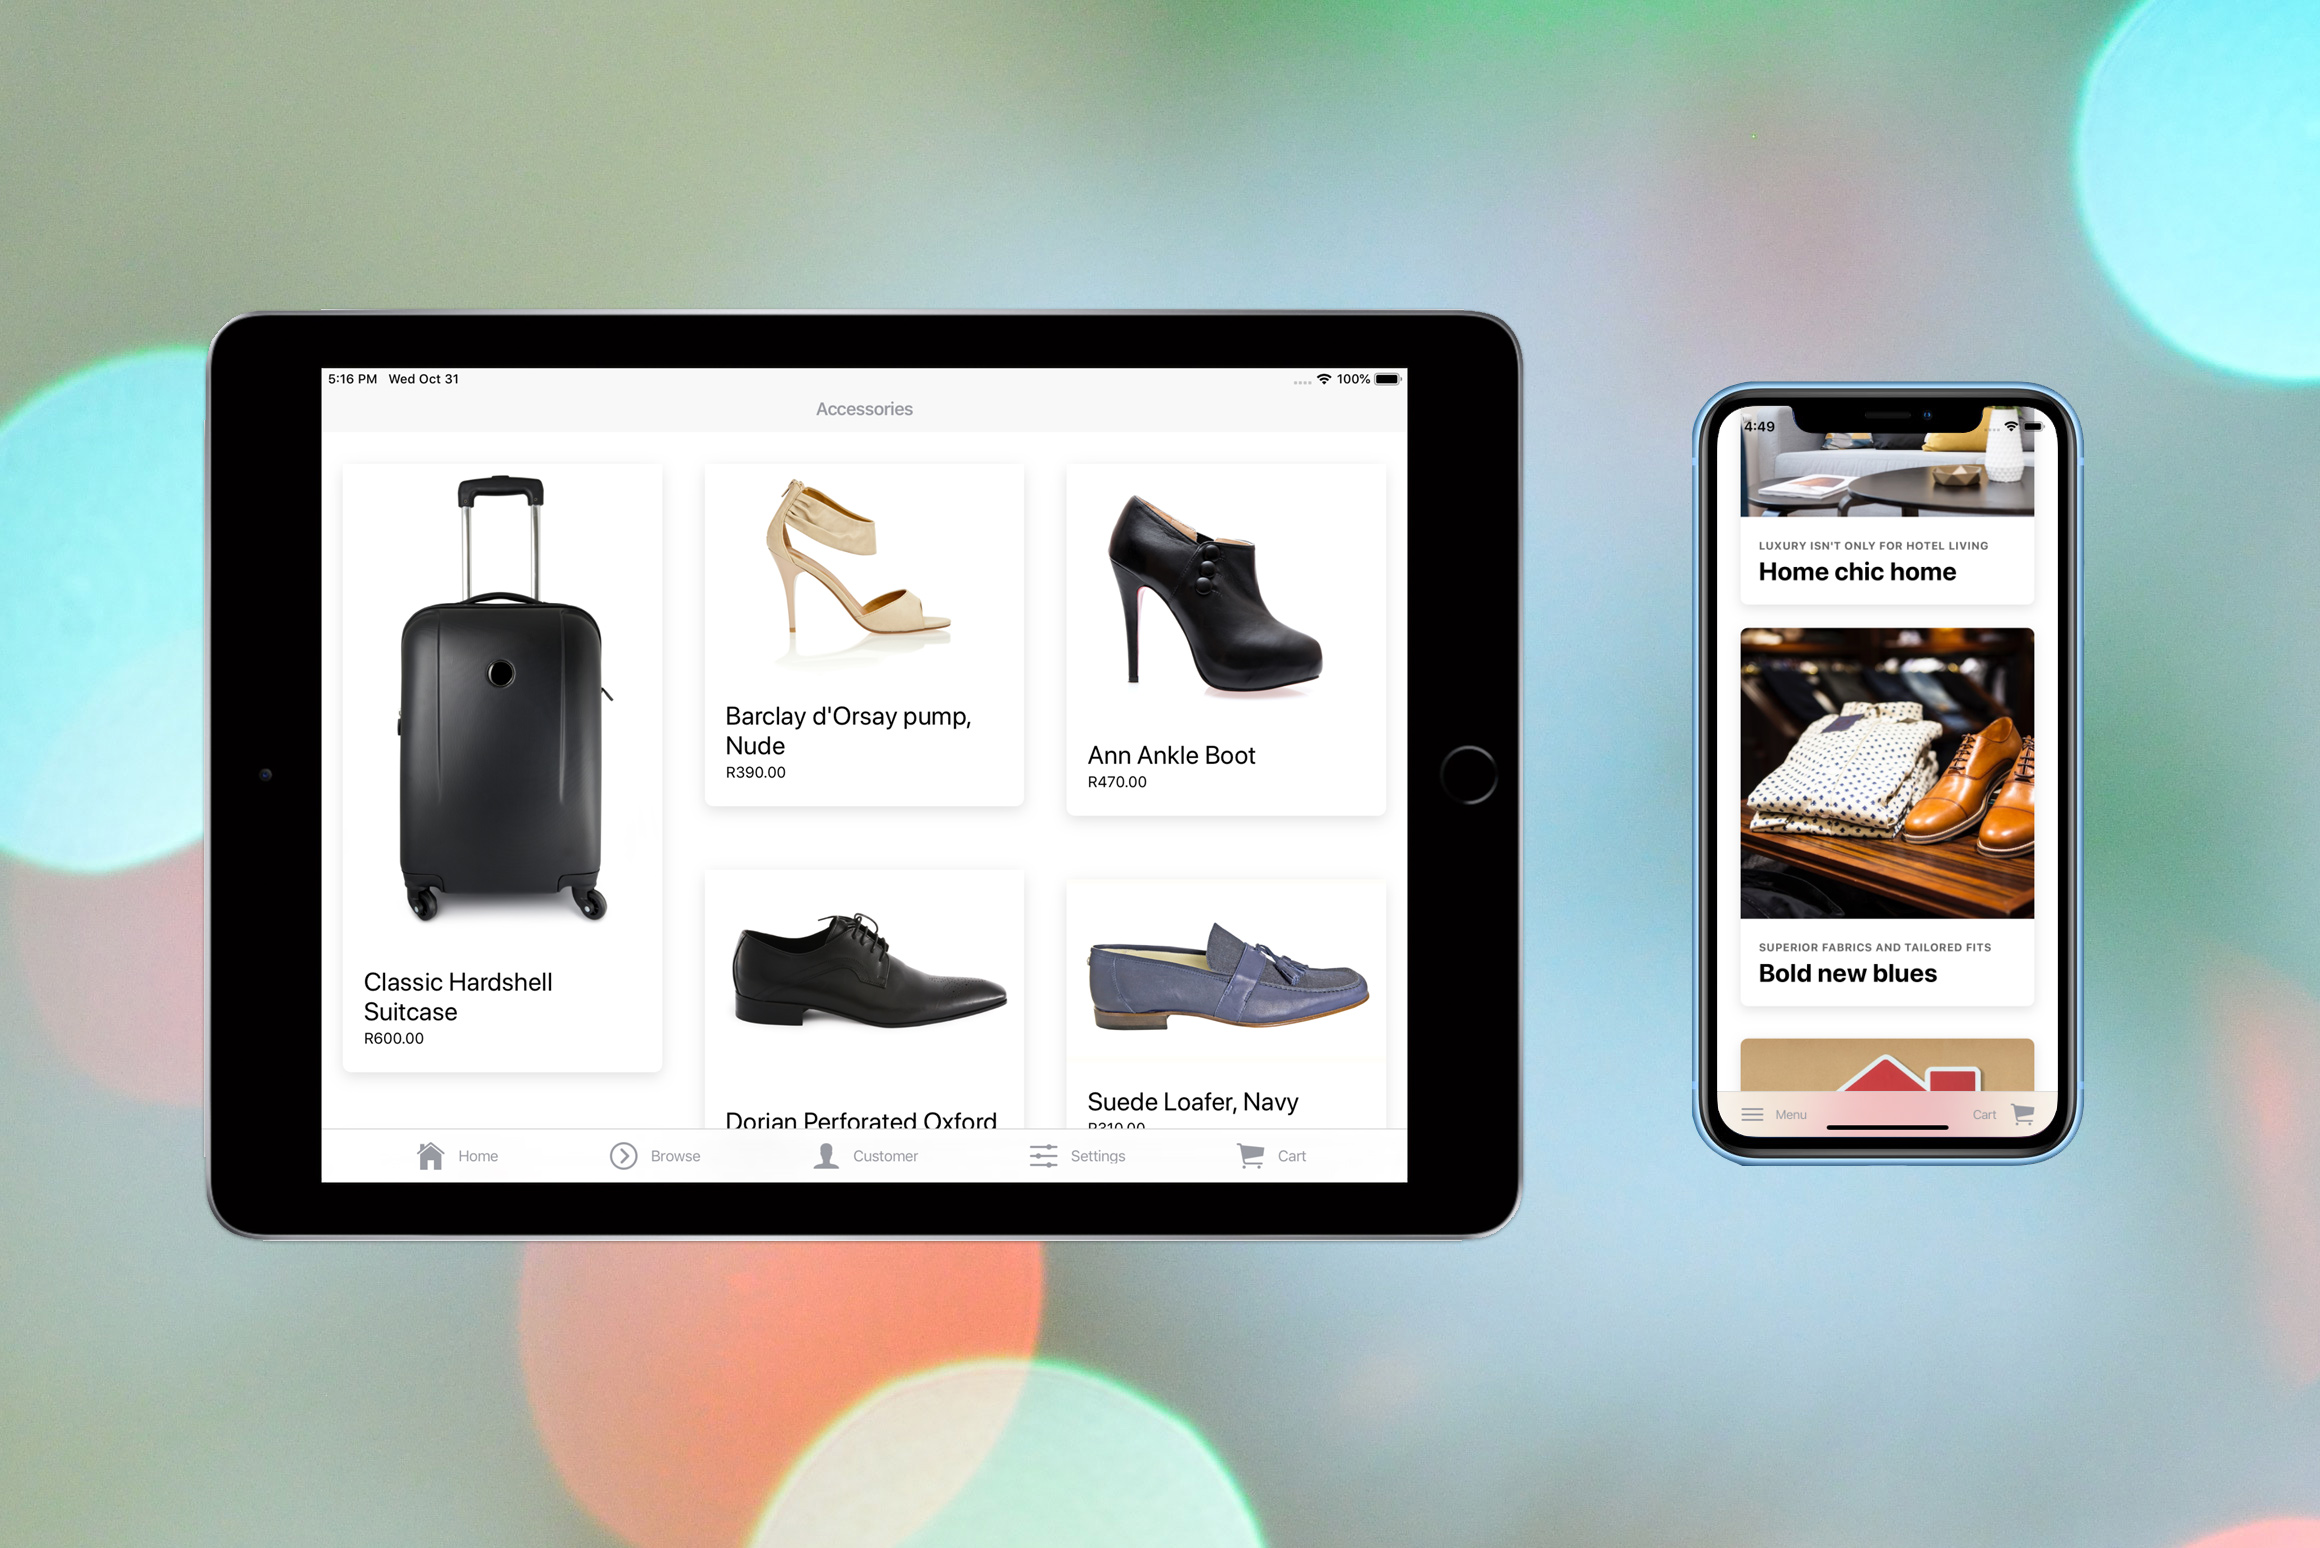 5:16 PM Wed Oct 31
100%
Accessories
Classic Hardshell
Suitcase
R600.00
Barclay d'Orsay pump,
Nude
R390.00
Ann Ankle Boot
R470.00
Dorian Perforated Oxford
Suede Loafer, Navy
R310.00
Home
Browse
Customer
Settings
Cart
4:49
LUXURY ISN'T ONLY FOR HOTEL LIVING
Home chic home
SUPERIOR FABRICS AND TAILORED FITS
Bold new blues
Menu
Cart